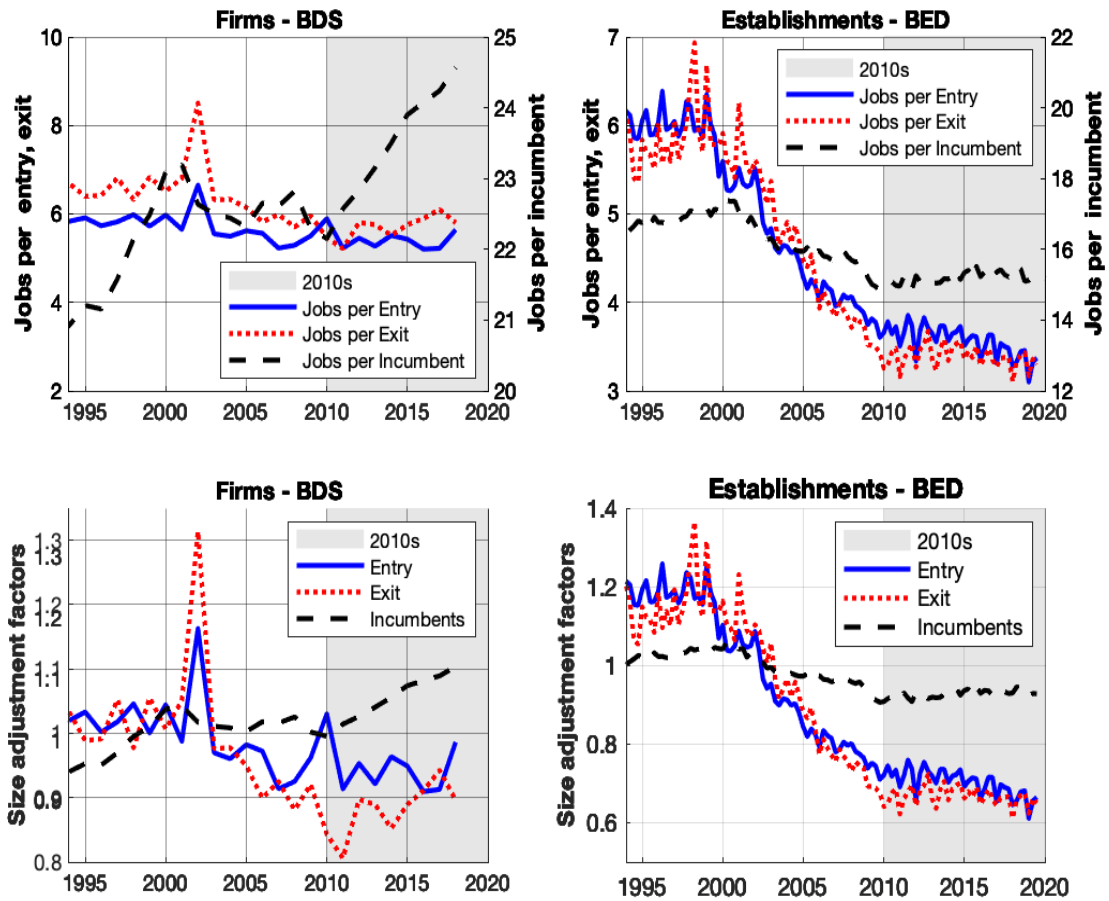 Firms - BDS
10
8
6
4
2
25
24
23
22
21
20
Jobs per entry, exit
Jobs per incumbent
2010s
Jobs per Entry
Jobs per Exit
Jobs per Incumbent
1995 2000 2005 2010 2015 2020
Establishments - BED
7
6
5
4
3
22
20
18
16
14
12
Jobs per entry, exit
Jobs per incumbent
2010s
Jobs per Entry
Jobs per Exit
Jobs per Incumbent
1995 2000 2005 2010 2015 2020
Firms - BDS
1.3
1.3
1.2
1.1
1
0.9
0.8
Size adjustment factors
2010s
Entry
Exit
Incumbents
1995 2000 2005 2010 2015 2020
Establishments - BED
1.4
1.2
1
0.8
0.6
Size adjustment factors
2010s
Entry
Exit
Incumbents
1995 2000 2005 2010 2015 2020